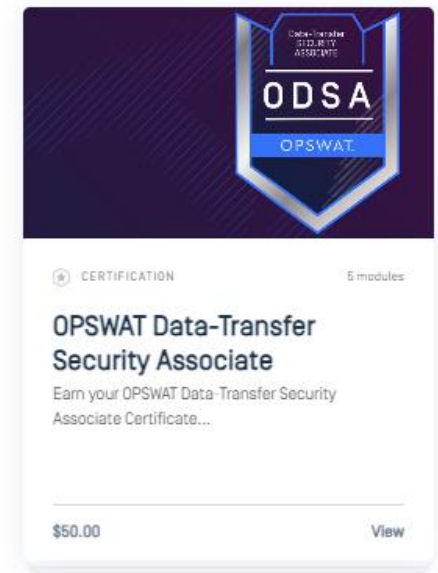 Data-Transfer
SECURITY
ASSOCIATE
ODSA
OPSWAT.
CERTIFICATION
5 modules
OPSWAT Data-Transfer
Security Associate
Earn your OPSWAT Data-Transfer Security
Associate Certificate...
$50.00
View